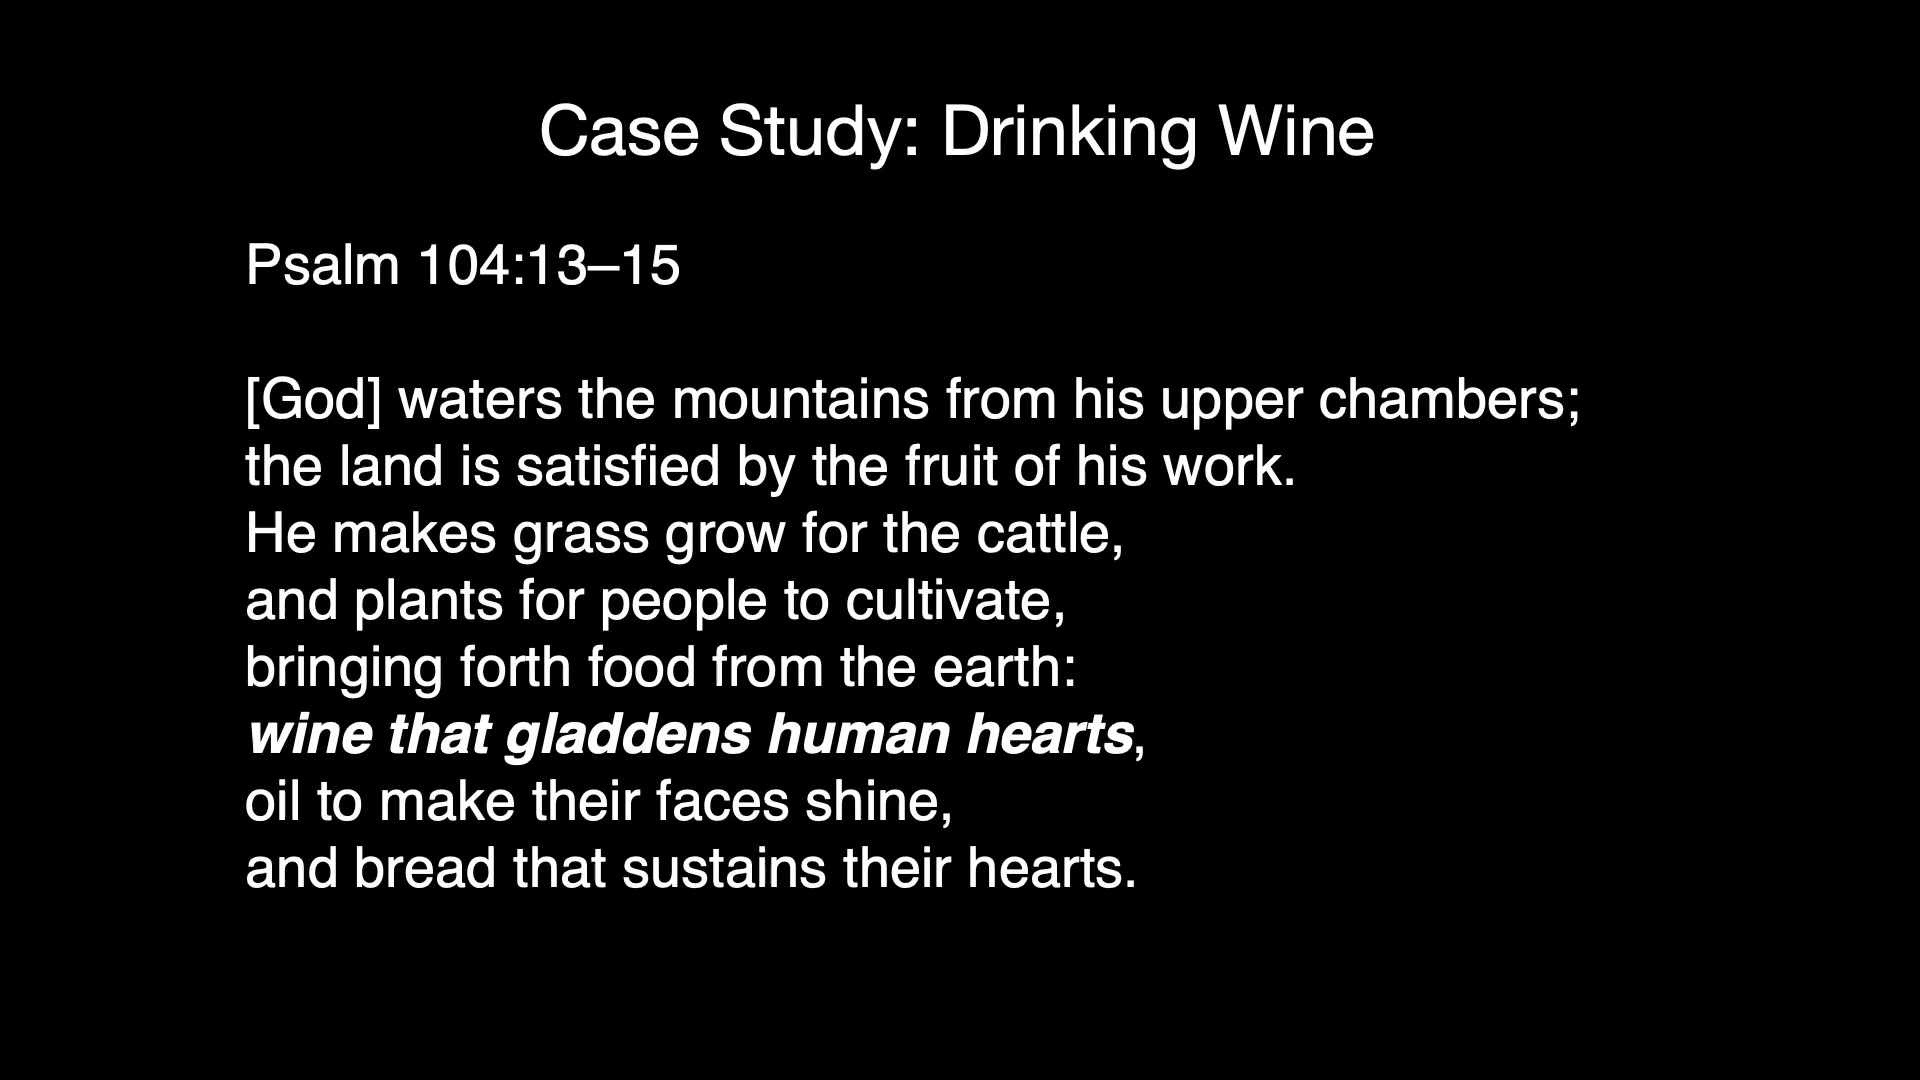 Case Study: Drinking Wine
Psalm 104:13–15
[God] waters the mountains from his upper chambers;
the land is satisfied by the fruit of his work.
He makes grass grow for the cattle,
and plants for people to cultivate,
bringing forth food from the earth:
wine that gladdens human hearts,
oil to make their faces shine,
and bread that sustains their hearts.